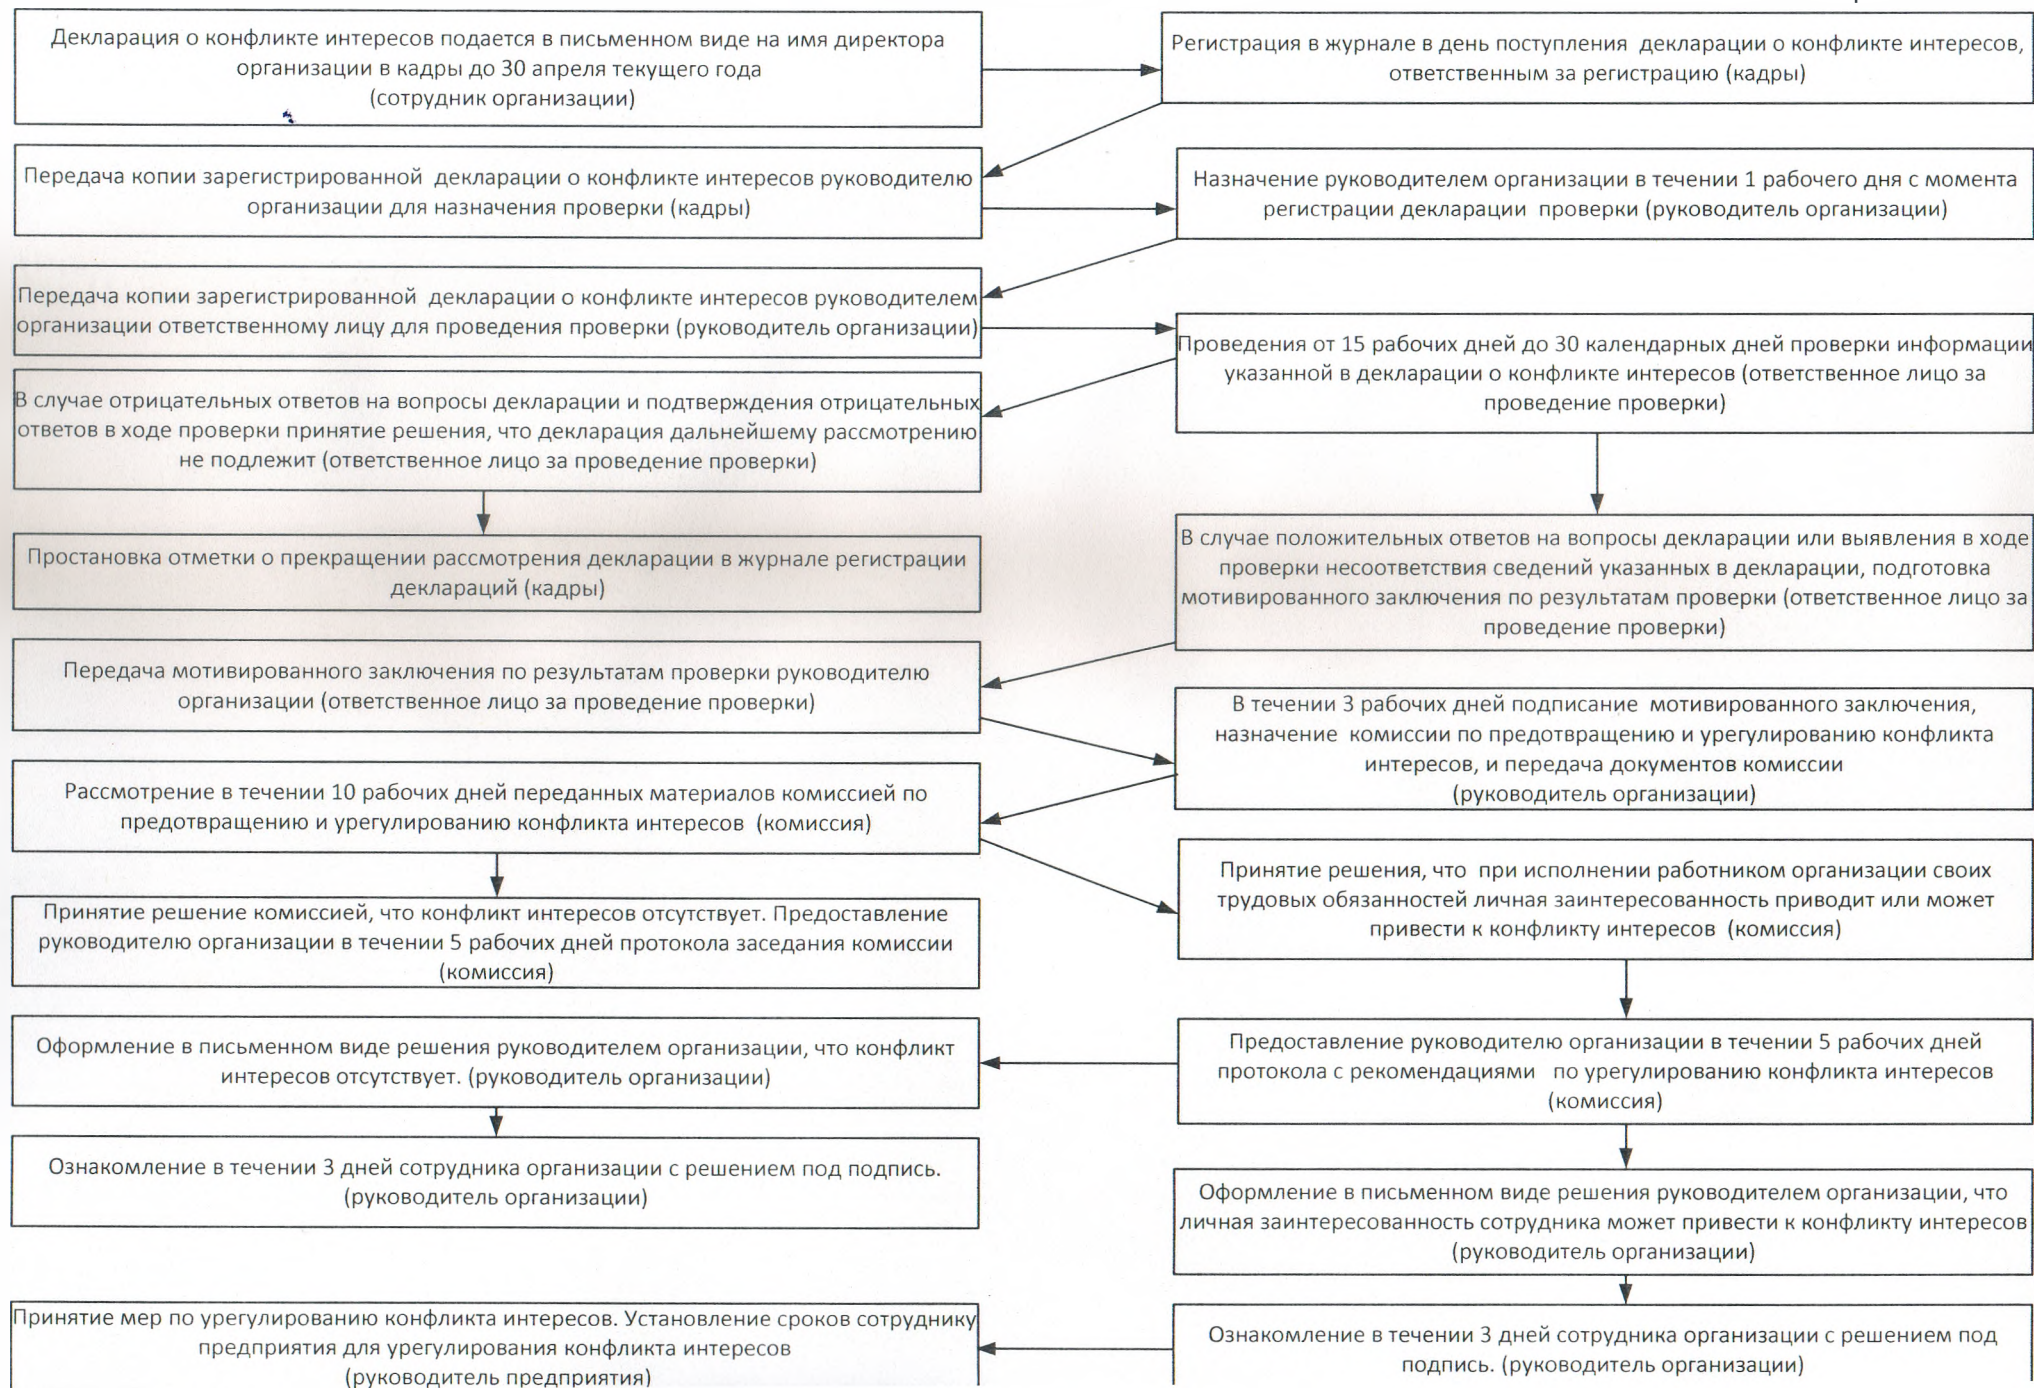 Декларация о конфликте интересов подается в письменном виде на имя директора
организации в кадры до 30 апреля текущего года
(сотрудник организации)
Регистрация в журнале в день поступления декларации о конфликте интересов,
ответственным за регистрацию (кадры)
Передача копии зарегистрированной декларации о конфликте интересов руководителю
организации для назначения проверки (кадры)
Назначение руководителем организации в течении 1 рабочего дня с момента
регистрации декларации проверки (руководитель организации)
Передача копии зарегистрированной декларации о конфликте интересов руководителем
организации ответственному лицу для проведения проверки (руководитель организации)
Проведения от 15 рабочих дней до 30 календарных дней проверки информации
указанной в декларации о конфликте интересов (ответственное лицо за
проведение проверки)
В случае отрицательных ответов на вопросы декларации и подтверждения отрицательных
ответов в ходе проверки принятие решения, что декларация дальнейшему рассмотрению
не подлежит (ответственное лицо за проведение проверки)
Простановка отметки о прекращении рассмотрения декларации в журнале регистрации
деклараций (кадры)
В случае положительных ответов на вопросы декларации или выявления в ходе
проверки несоответствия сведений указанных в декларации, подготовка
мотивированного заключения по результатам проверки (ответственное лицо за
проведение проверки)
Передача мотивированного заключения по результатам проверки руководителю
организации (ответственное лицо за проведение проверки)
В течении 3 рабочих дней подписание мотивированного заключения,
назначение комиссии по предотвращению и урегулированию конфликта
интересов, и передача документов комиссии
(руководитель организации)
Рассмотрение в течении 10 рабочих дней переданных материалов комиссией по
предотвращению и урегулированию конфликта интересов (комиссия)
Принятие решения, что при исполнении работником организации своих
трудовых обязанностей личная заинтересованность приводит или может
привести к конфликту интересов (комиссия)
Принятие решение комиссией, что конфликт интересов отсутствует. Предоставление
руководителю организации в течении 5 рабочих дней протокола заседания комиссии
(комиссия)
Предоставление руководителю организации в течении 5 рабочих дней
протокола с рекомендациями по урегулированию конфликта интересов
(комиссия)
Оформление в письменном виде решения руководителем организации, что конфликт
интересов отсутствует. (руководитель организации)
Ознакомление в течении 3 дней сотрудника организации с решением под подпись.
(руководитель организации)
Оформление в письменном виде решения руководителем организации, что
личная заинтересованность сотрудника может привести к конфликту интересов
(руководитель организации)
Принятие мер по урегулированию конфликта интересов. Установление сроков сотруднику
предприятия для урегулирования конфликта интересов
(руководитель предприятия)
Ознакомление в течении 3 дней сотрудника организации с решением под
подпись. (руководитель организации)